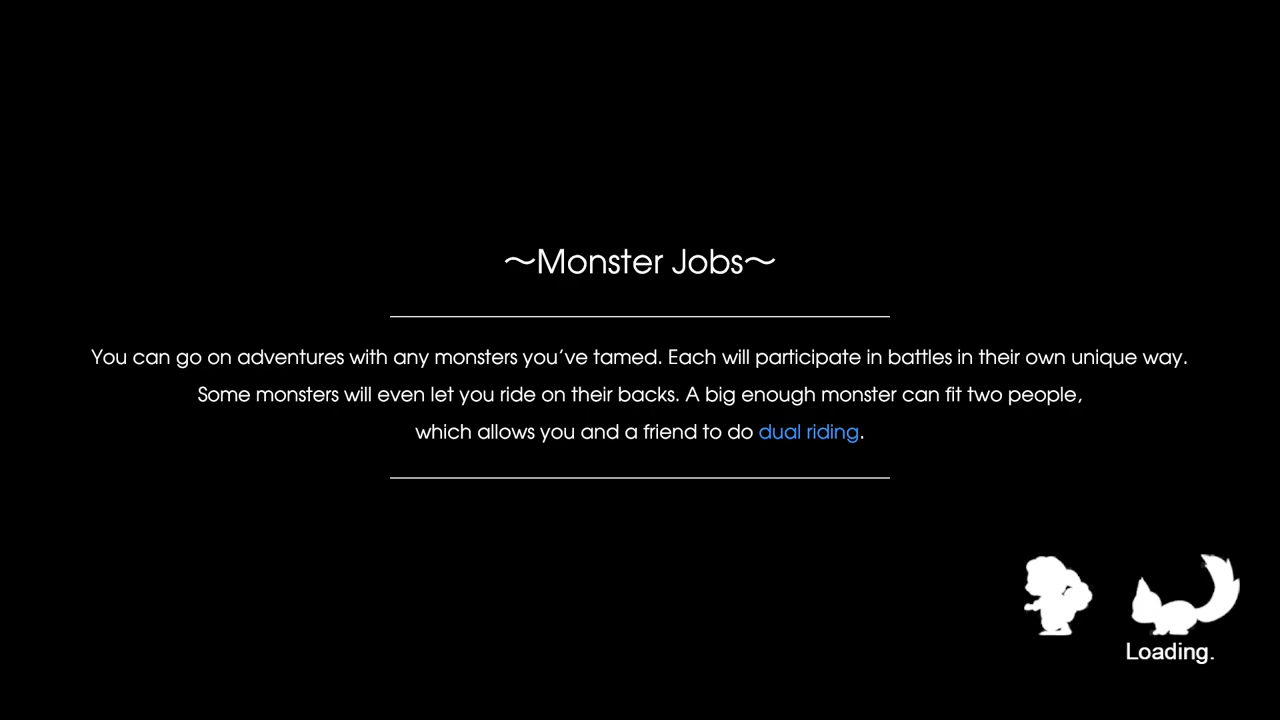 ～Monster Jobs～
You can go on adventures with any monsters you've tamed. Each will participate in battles in their own unique way.
Some monsters will even let you ride on their backs. A big enough monster can fit two people,
which allows you and a friend to do dual riding.
Loading.